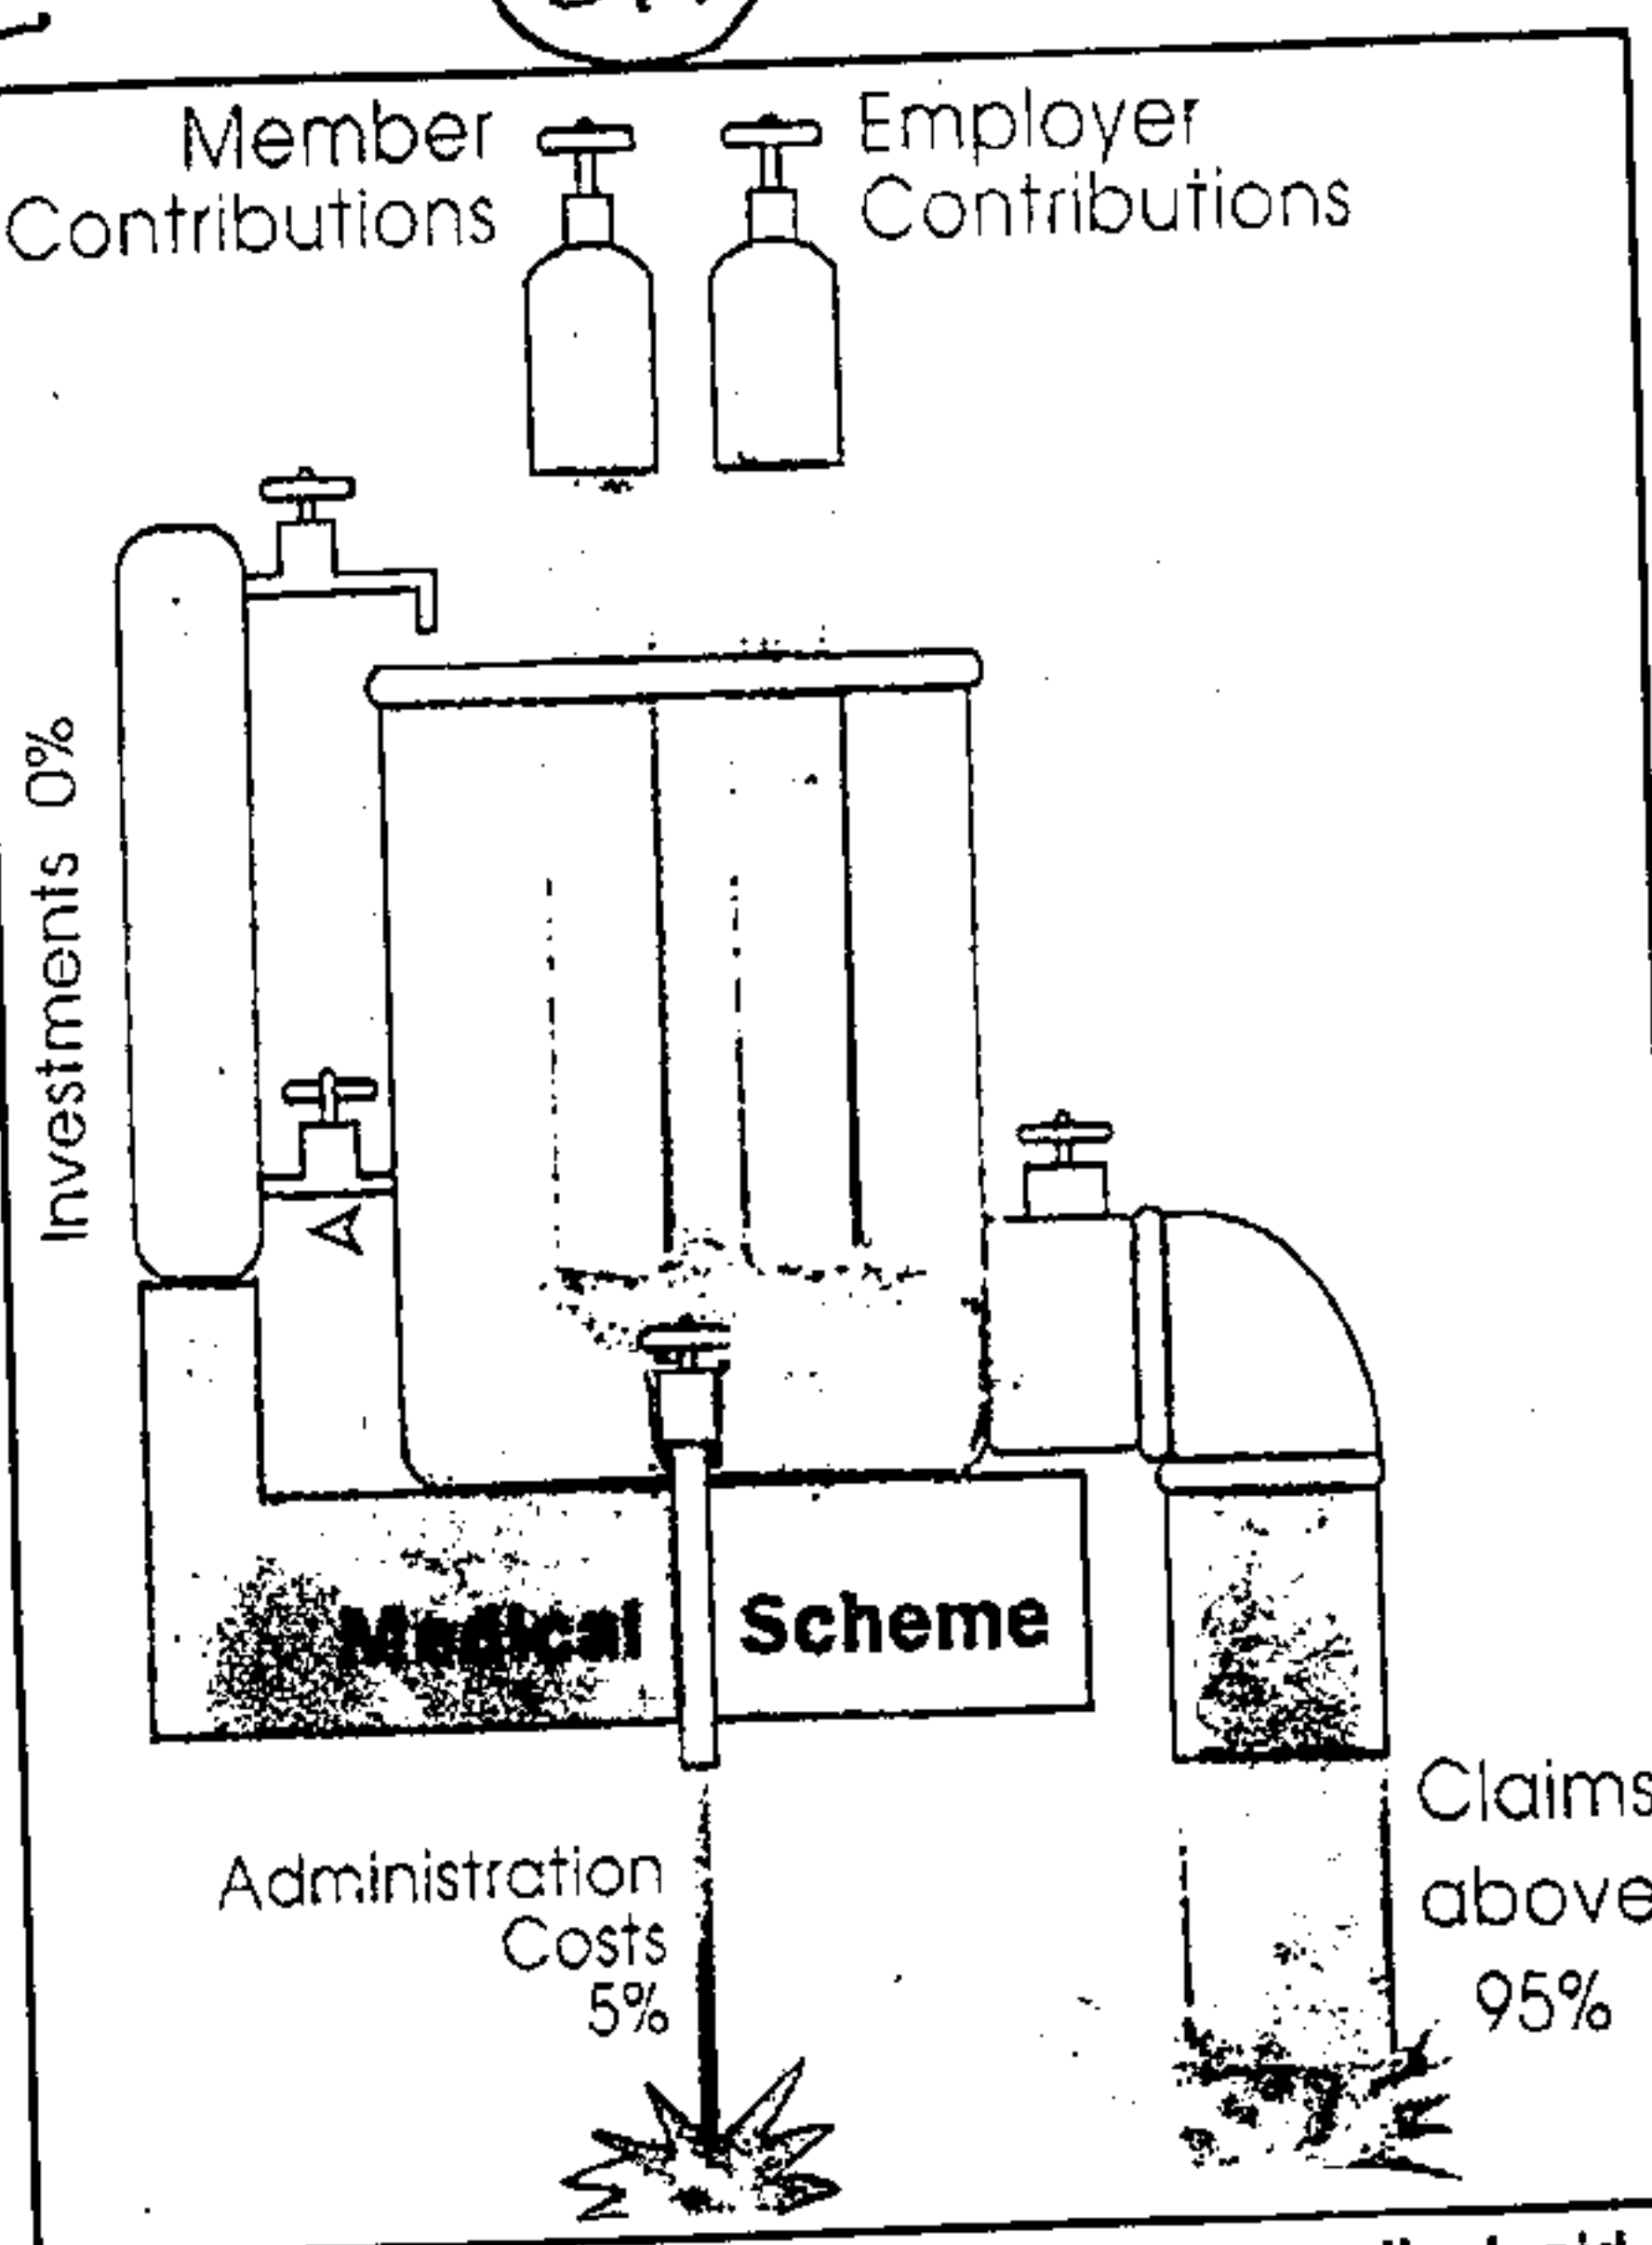 Member
Contributions
Employer
Contributions
Investments 0%
Medical Scheme
Administration
Costs
5%
Claims
above
95%